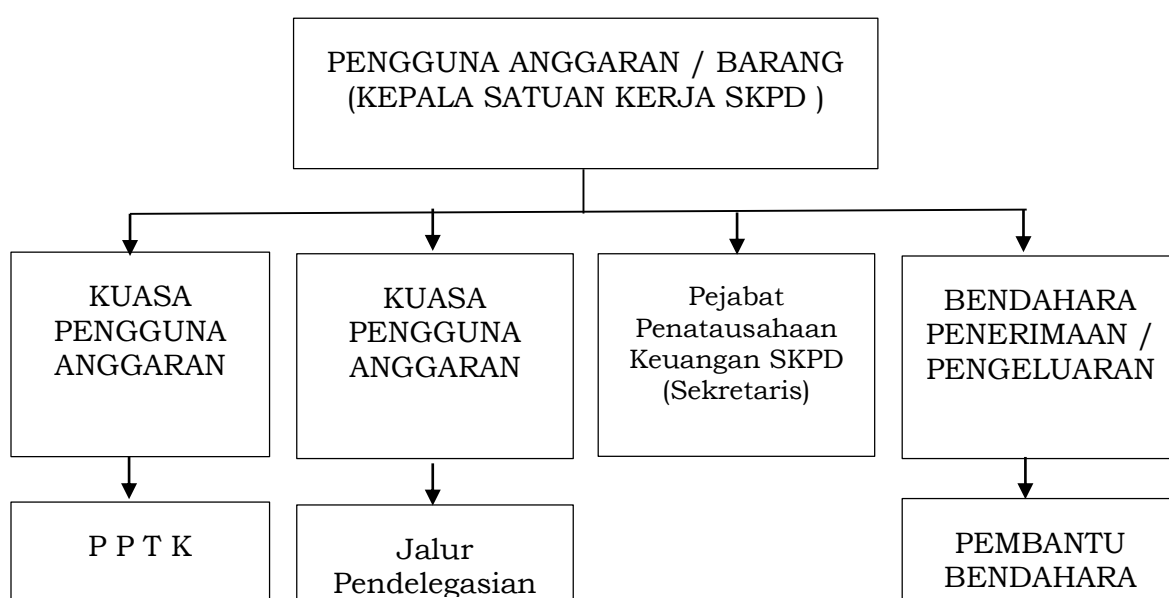 PENGGUNA ANGGARAN / BARANG
(KEPALA SATUAN KERJA SKPD )
KUASA
PENGGUNA
ANGGARAN
KUASA
PENGGUNA
ANGGARAN
Pejabat
Penatausahaan
Keuangan SKPD
(Sekretaris)
BENDAHARA
PENERIMAAN /
PENGELUARAN
P P T K
Jalur
Pendelegasian
PEMBANTU
BENDAHARA